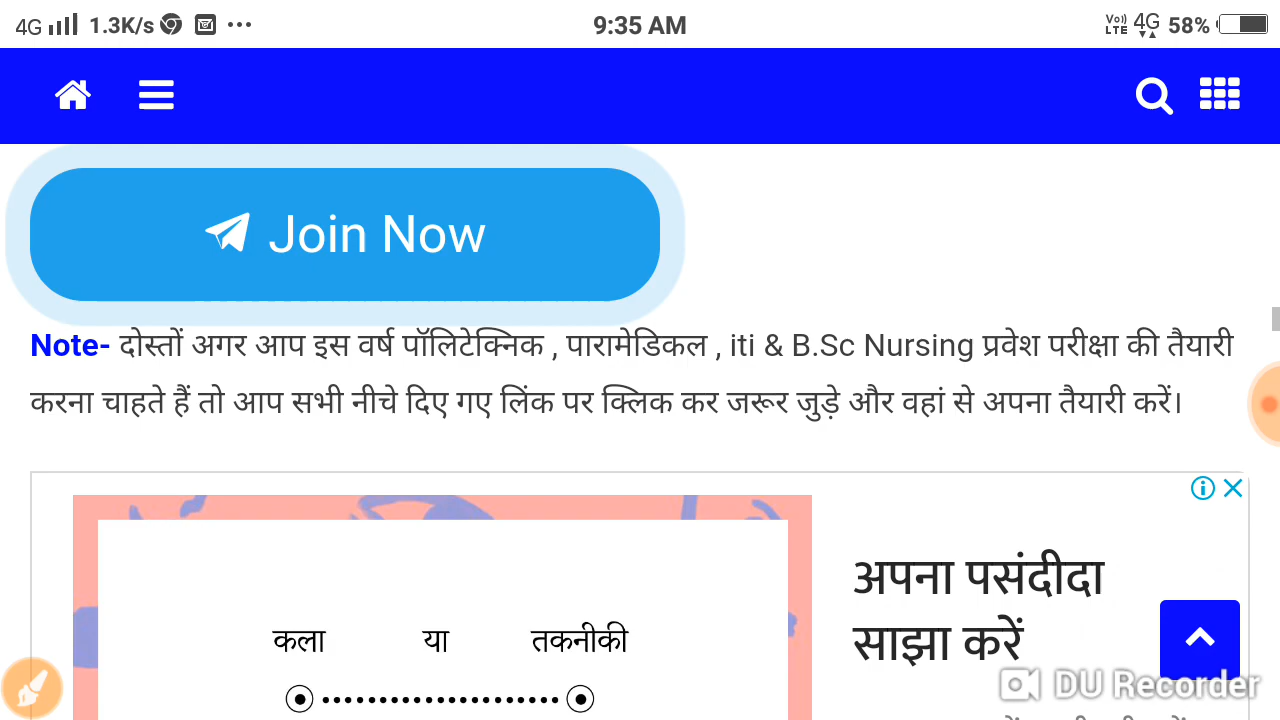 4G 1.3K/s 9:35 AM Vo) LTE 4G 58%
Join Now
Note- दोस्तों अगर आप इस वर्ष पॉलिटेक्निक , पारामेडिकल , iti & B.Sc Nursing प्रवेश परीक्षा की तैयारी
करना चाहते हैं तो आप सभी नीचे दिए गए लिंक पर क्लिक कर जरूर जुड़े और वहां से अपना तैयारी करें।
अपना पसंदीदा
साझा करें
कला या तकनीकी
DU Recorder